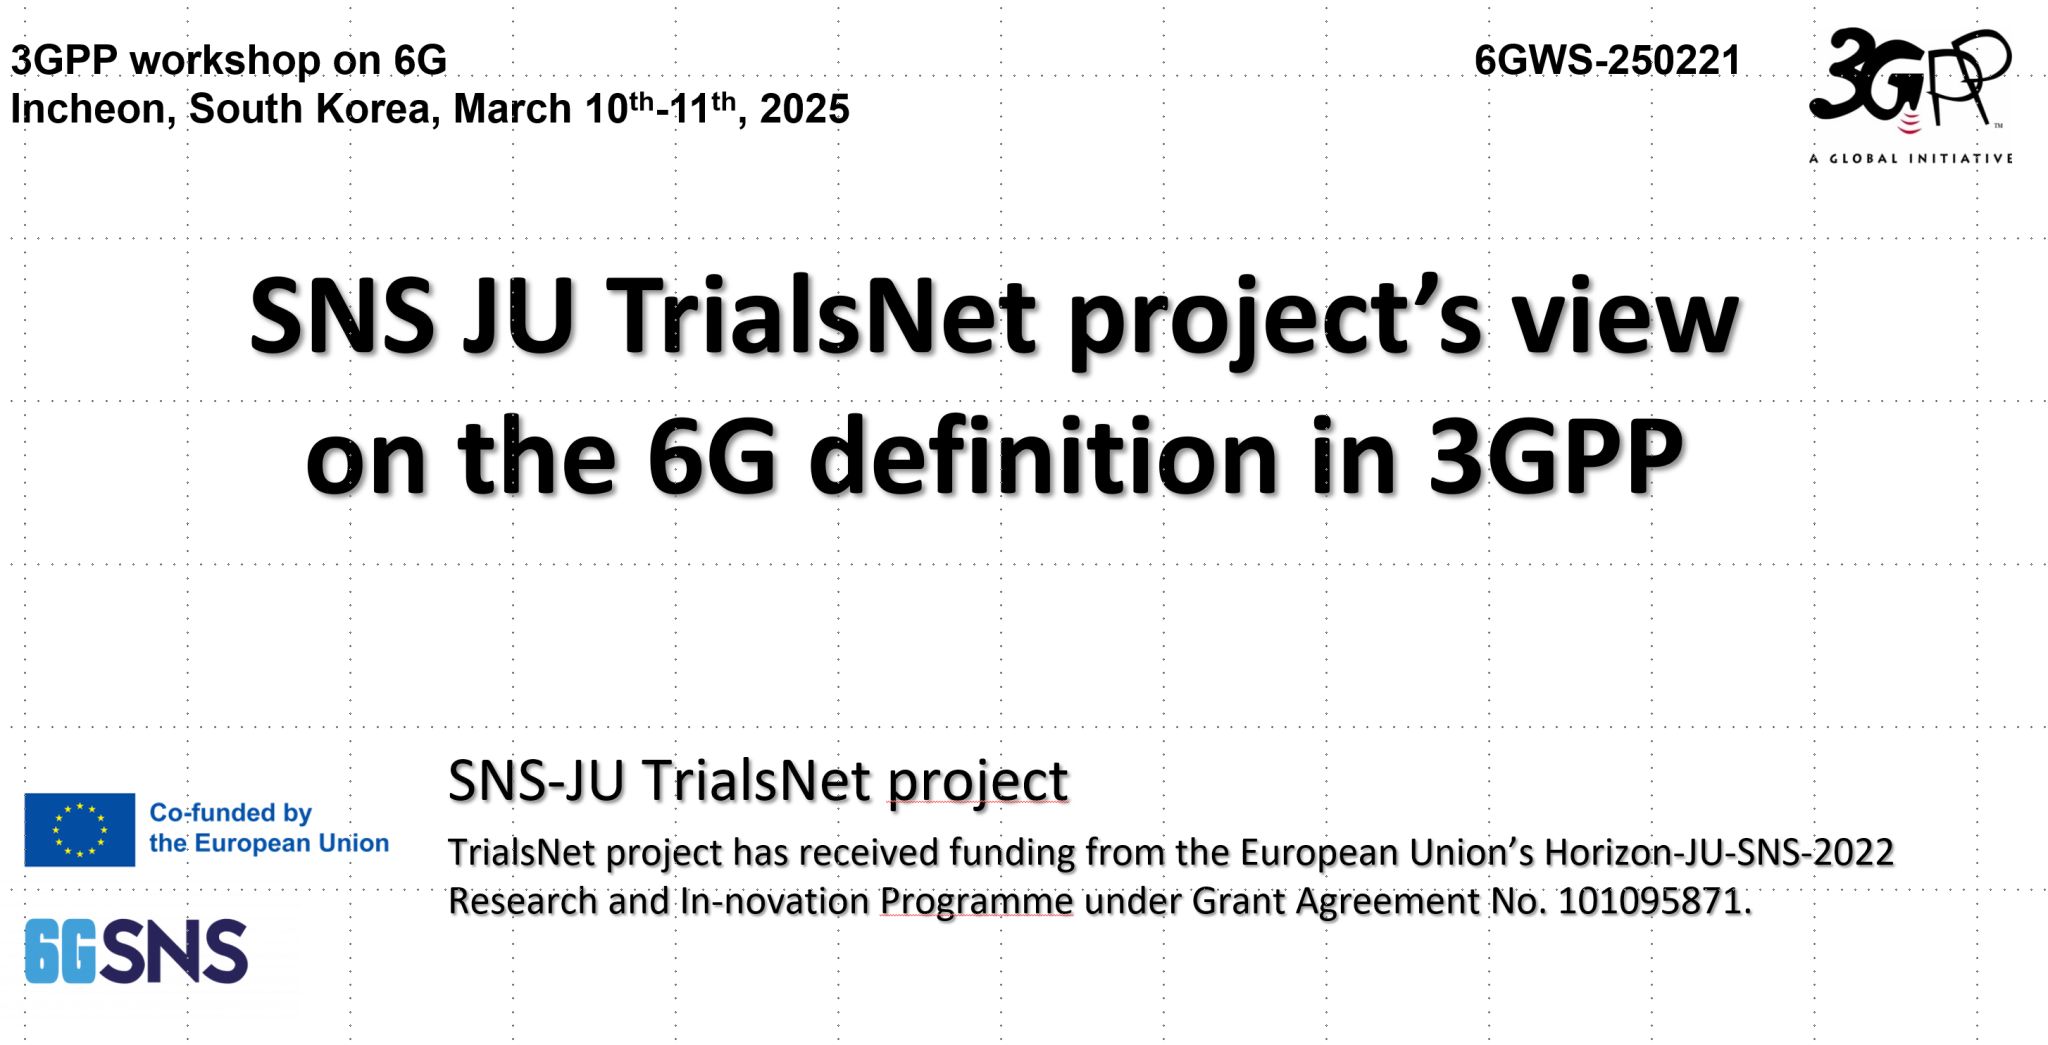 3GPP workshop on 6G
Incheon, South Korea, March 10th-11th, 2025
6GWS-250221
3GPP
TM
A GLOBAL INITIATIVE
SNS JU TrialsNet project’s view
on the 6G definition in 3GPP
SNS-JU TrialsNet project
Co-funded by
the European Union
TrialsNet project has received funding from the European Union’s Horizon-JU-SNS-2022
Research and In-novation Programme under Grant Agreement No. 101095871.
6GSNS